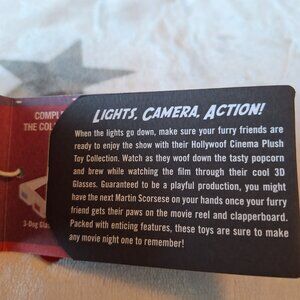 COMPLE
THE COLL
3-Dog Gla
LIGHTS, CAMERA, ACTION!
When the lights go down, make sure your furry friends are
ready to enjoy the show with their Hollywoof Cinema Plush
Toy Collection. Watch as they woof down the tasty popcorn
and brew while watching the film through their cool 3D
Glasses. Guaranteed to be a playful production, you might
have the next Martin Scorsese on your hands once your furry
friend gets their paws on the movie reel and clapperboard.
Packed with enticing features, these toys are sure to make
any movie night one to remember!